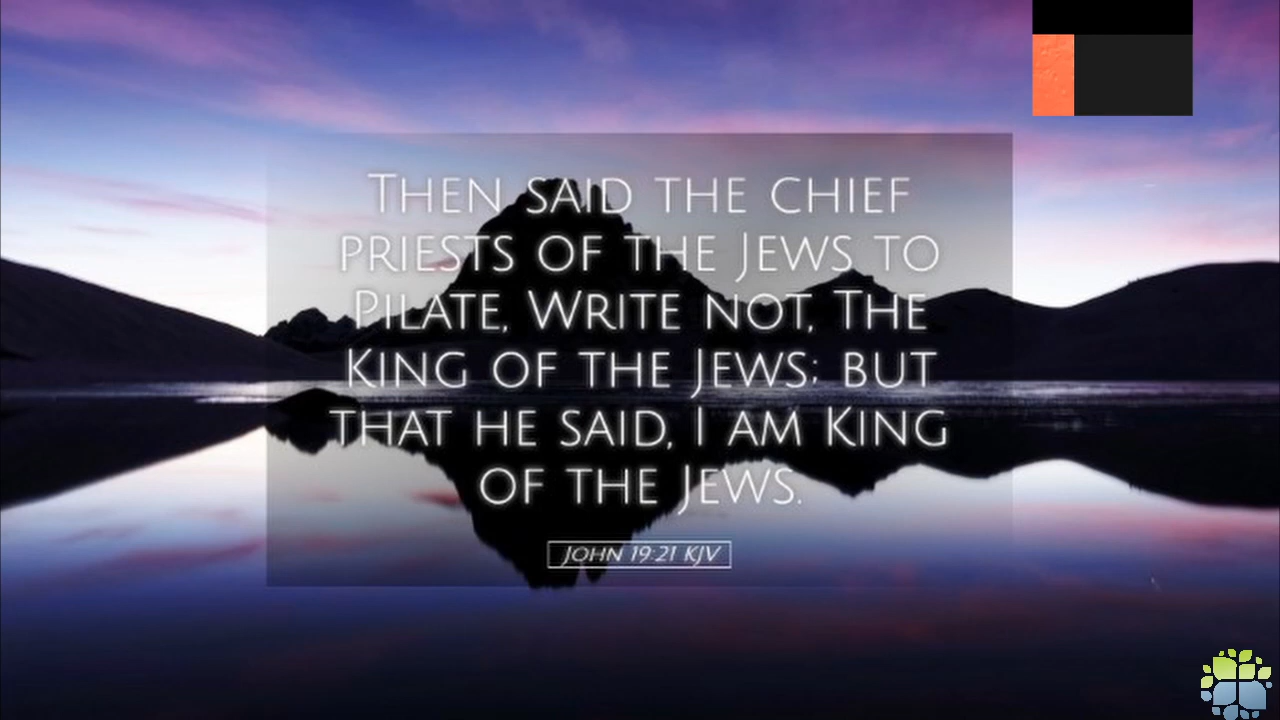 Then said the chief
priests of the Jews to
Pilate, Write not, The
King of the Jews; but
that he said, I am King
of the Jews.
John 19:21 KJV